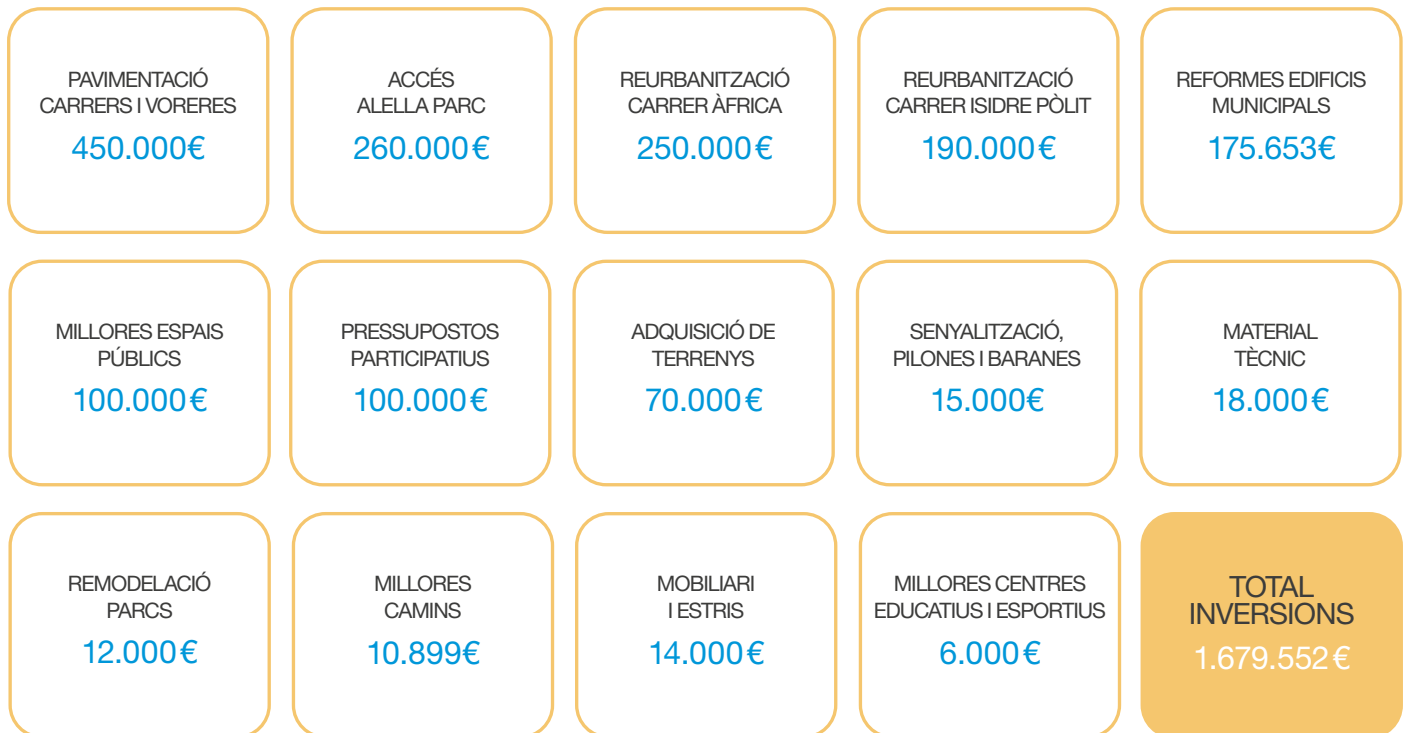 PAVIMENTACIÓ
CARRERS I VORERES
450.000€
ACCÉS
ALELLA PARC
260.000€
REURBANITZACIÓ
CARRER ÀFRICA
250.000€
REURBANITZACIÓ
CARRER ISIDRE PÒLIT
190.000€
REFORMES EDIFICIS
MUNICIPALS
175.653€
MILLORES ESPAIS
PÚBLICS
100.000€
PRESSUPOSTOS
PARTICIPATIUS
100.000€
ADQUISICIÓ DE
TERRENYS
70.000€
SENYALITZACIÓ,
PILONES I BARANES
15.000€
MATERIAL
TÈCNIC
18.000€
REMODELACIÓ
PARCS
12.000€
MILLORES
CAMINS
10.899€
MOBILIARI
I ESTRIS
14.000€
MILLORES CENTRES
EDUCATIUS I ESPORTIUS
6.000€
TOTAL
INVERSIONS
1.679.552€